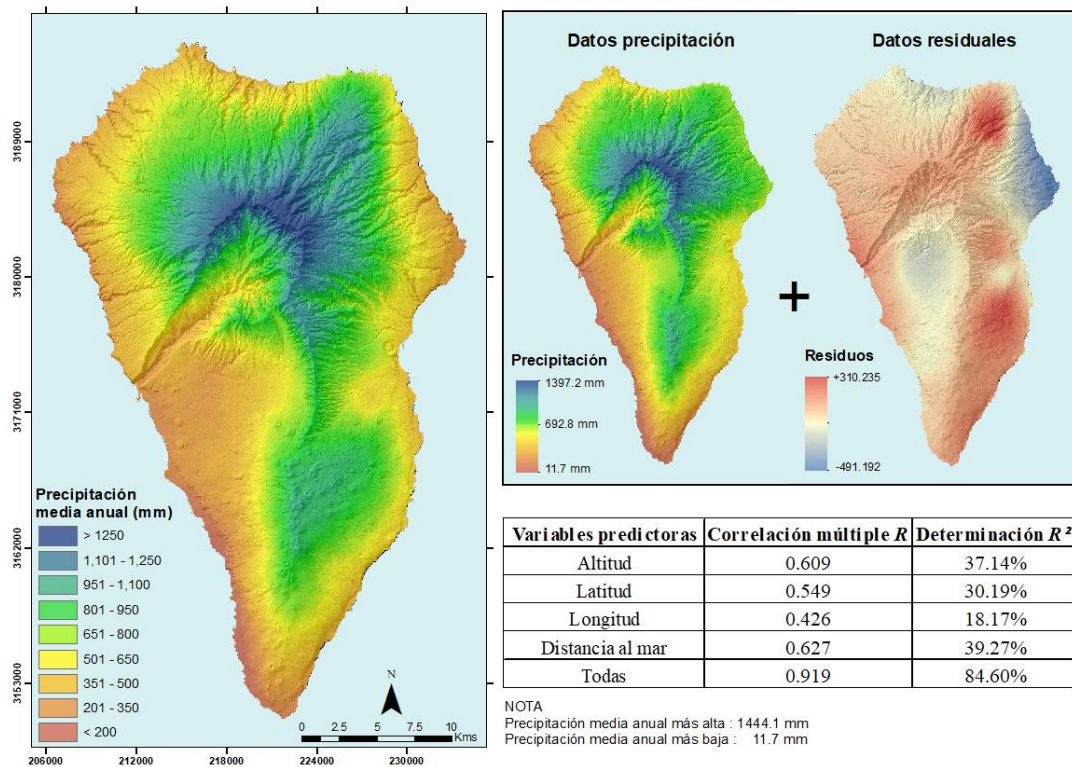 3189000
3180000
3171000
3162000
3153000
206000
212000
218000
224000
230000
Precipitación
media anual (mm)
> 1250
1,101 - 1,250
951 - 1,100
801 - 950
651 - 800
501 - 650
351 - 500
201 - 350
< 200
N
0 2.5 5 7.5 10
Kms
Datos precipitación
Datos residuales
+
Precipitación
1397.2 mm
692.8 mm
11.7 mm
Residuos
+310.235
-491.192
Variables predictoras Correlación múltiple R Determinación R²
Altitud 0.609 37.14%
Latitud 0.549 30.19%
Longitud 0.426 18.17%
Distancia al mar 0.627 39.27%
Todas 0.919 84.60%
NOTA
Precipitación media anual más alta : 1444.1 mm
Precipitación media anual más baja : 11.7 mm